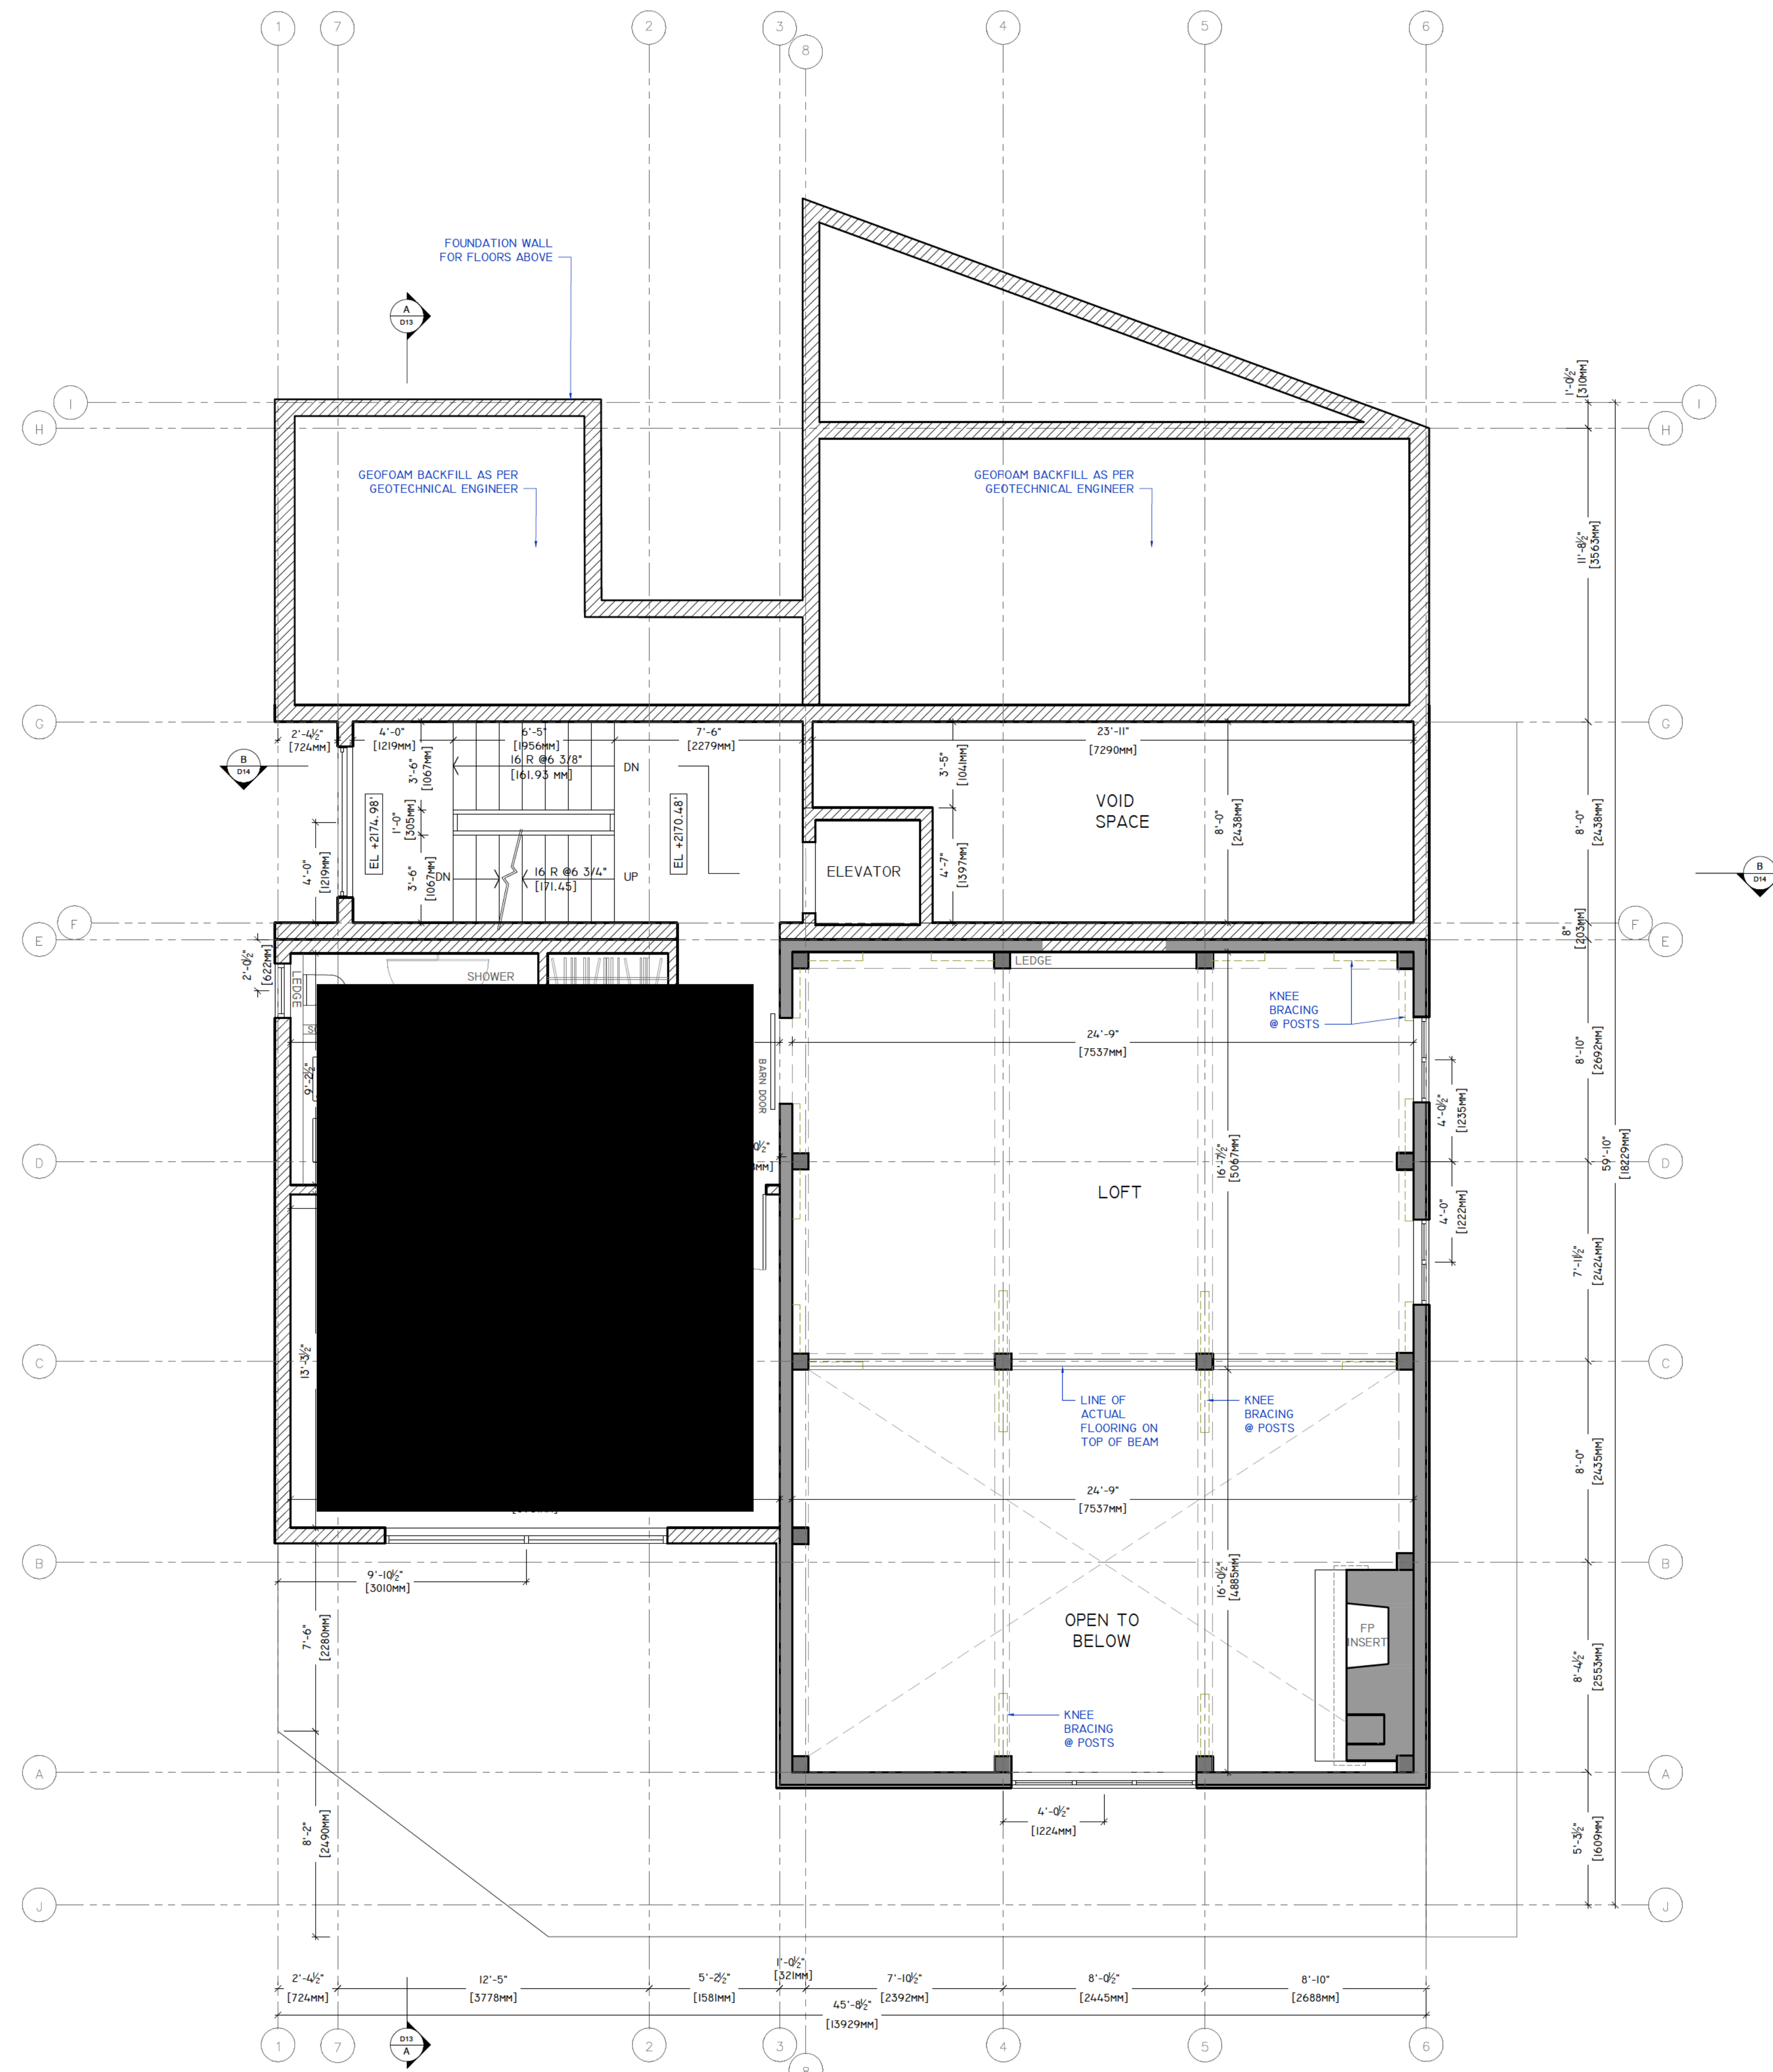 1
7
2
3
8
4
5
6
FOUNDATION WALL
FOR FLOORS ABOVE
A
D13
1'-0½"
[310MM]
I
I
H
H
GEOFOAM BACKFILL AS PER
GEOTECHNICAL ENGINEER
GEOFOAM BACKFILL AS PER
GEOTECHNICAL ENGINEER
11'-8½"
[3563MM]
G
G
2'-4½"
[724MM]
4'-0"
[1219MM]
6'-5"
[1956MM]
7'-6"
[2279MM]
23'-11"
[7290MM]
B
D14
16 R @6 3/8"
[161.93 MM]
DN
3'-6"
[1067MM]
3'-5"
[1041MM]
VOID
SPACE
EL +2174.98'
1'-0"
[305MM]
EL +2170.48'
8'-0"
[2438MM]
8'-0"
[2438MM]
4'-0"
[1219MM]
3'-6"
[1067MM]
DN
16 R @6 3/4"
[171.45]
UP
ELEVATOR
4'-7"
[1397MM]
B
D14
F
F
E
E
8"
[203MM]
2'-0½"
[622MM]
LEDGE
SHOWER
LEDGE
KNEE
BRACING
@ POSTS
24'-9"
[7537MM]
9'-2½"
BARN DOOR
8'-10"
[2692MM]
4'-0½"
[1235MM]
59'-10"
[18229MM]
D
D
16'-7½"
[5067MM]
LOFT
4'-0"
[1222MM]
7'-11½"
[2424MM]
C
C
13'-3½"
LINE OF
ACTUAL
FLOORING ON
TOP OF BEAM
KNEE
BRACING
@ POSTS
8'-0"
[2435MM]
24'-9"
[7537MM]
B
B
9'-10½"
[3010MM]
16'-0½"
[4885MM]
7'-6"
[2280MM]
OPEN TO
BELOW
FP
INSERT
8'-4½"
[2553MM]
KNEE
BRACING
@ POSTS
A
A
8'-2"
[2490MM]
4'-0½"
[1224MM]
5'-3½"
[1609MM]
J
J
2'-4½"
[724MM]
12'-5"
[3778MM]
5'-2½"
[1581MM]
1'-0½"
[321MM]
7'-10½"
[2392MM]
8'-0½"
[2445MM]
8'-10"
[2688MM]
45'-8½"
[13929MM]
1
7
D13
A
2
3
8
4
5
6